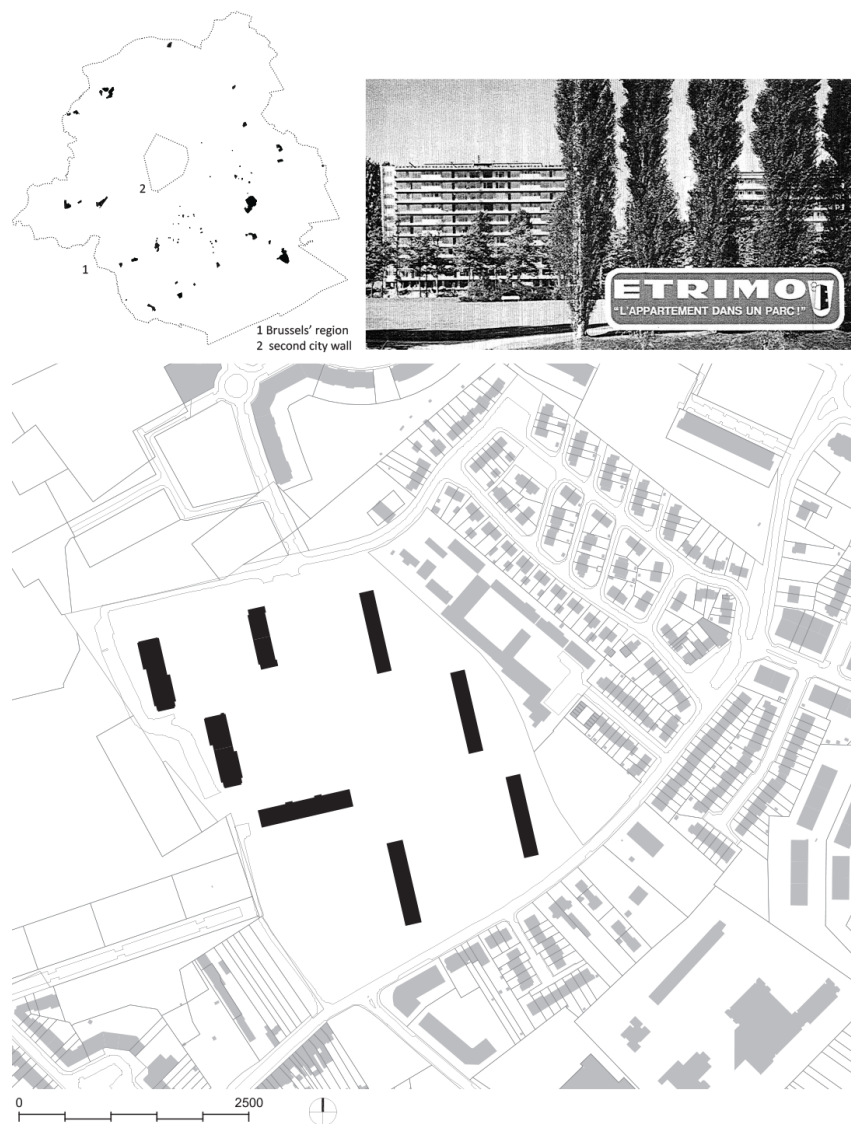 2
1
1 Brussels' region
2 second city wall
ETRIMO
"L'APPARTEMENT DANS UN PARC!"
0 2500